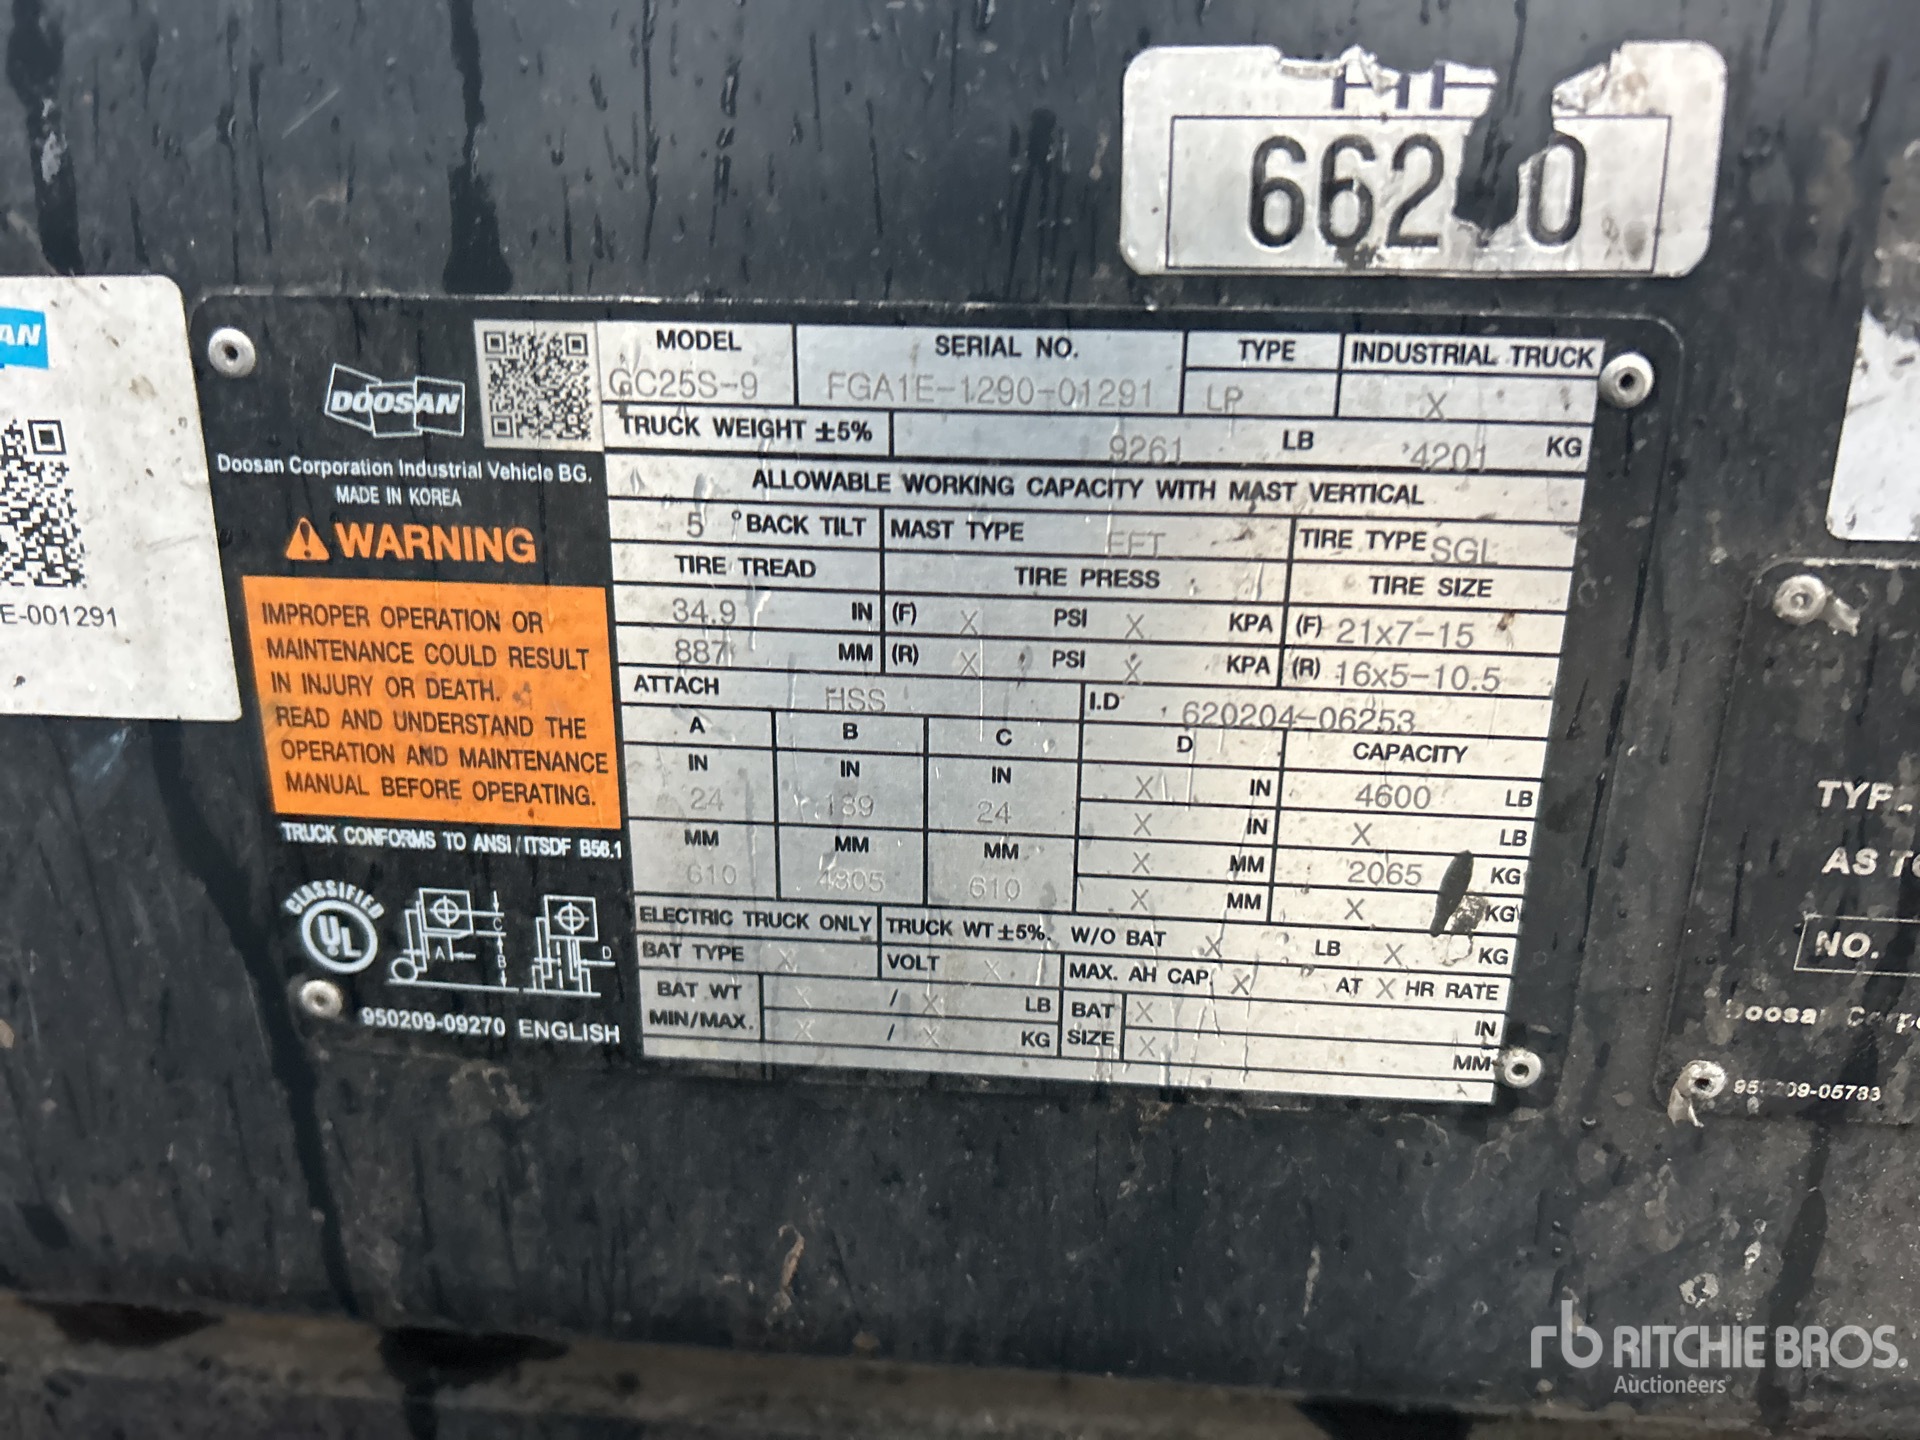 AN
E-001291
662 0
DOOSAN
Doosan Corporation Industrial Vehicle BG.
MADE IN KOREA
WARNING
IMPROPER OPERATION OR
MAINTENANCE COULD RESULT
IN INJURY OR DEATH.
READ AND UNDERSTAND THE
OPERATION AND MAINTENANCE
MANUAL BEFORE OPERATING.
TRUCK CONFORMS TO ANSI / ITSDF B56.1
CLASSIFIED
UL
A B C D
950209-09270 ENGLISH
MODEL SERIAL NO. TYPE INDUSTRIAL TRUCK
GC25S-9 FGA1E-1290-01291 LP X
TRUCK WEIGHT ±5% 9261 LB 4201 KG
ALLOWABLE WORKING CAPACITY WITH MAST VERTICAL
5 °BACK TILT MAST TYPE FFT TIRE TYPE SGL
TIRE TREAD TIRE PRESS TIRE SIZE
34.9 IN (F) X PSI X KPA (F) 21x7-15
887 MM (R) X PSI X KPA (R) 16x5-10.5
ATTACH HSS I.D 620204-06253
A B C D CAPACITY
IN IN IN X IN 4600 LB
24 189 24 X IN X LB
MM MM MM X MM 2065 KG
610 4805 610 X MM X KG
ELECTRIC TRUCK ONLY TRUCK WT ±5%. W/O BAT X LB X KG
BAT TYPE X VOLT X MAX. AH CAP. X AT X HR RATE
BAT WT X / X LB BAT X IN
MIN/MAX. X / X KG SIZE X MM
AS
NO.
Doosan
09-05783
rb RITCHIE BROS.
Auctioneers